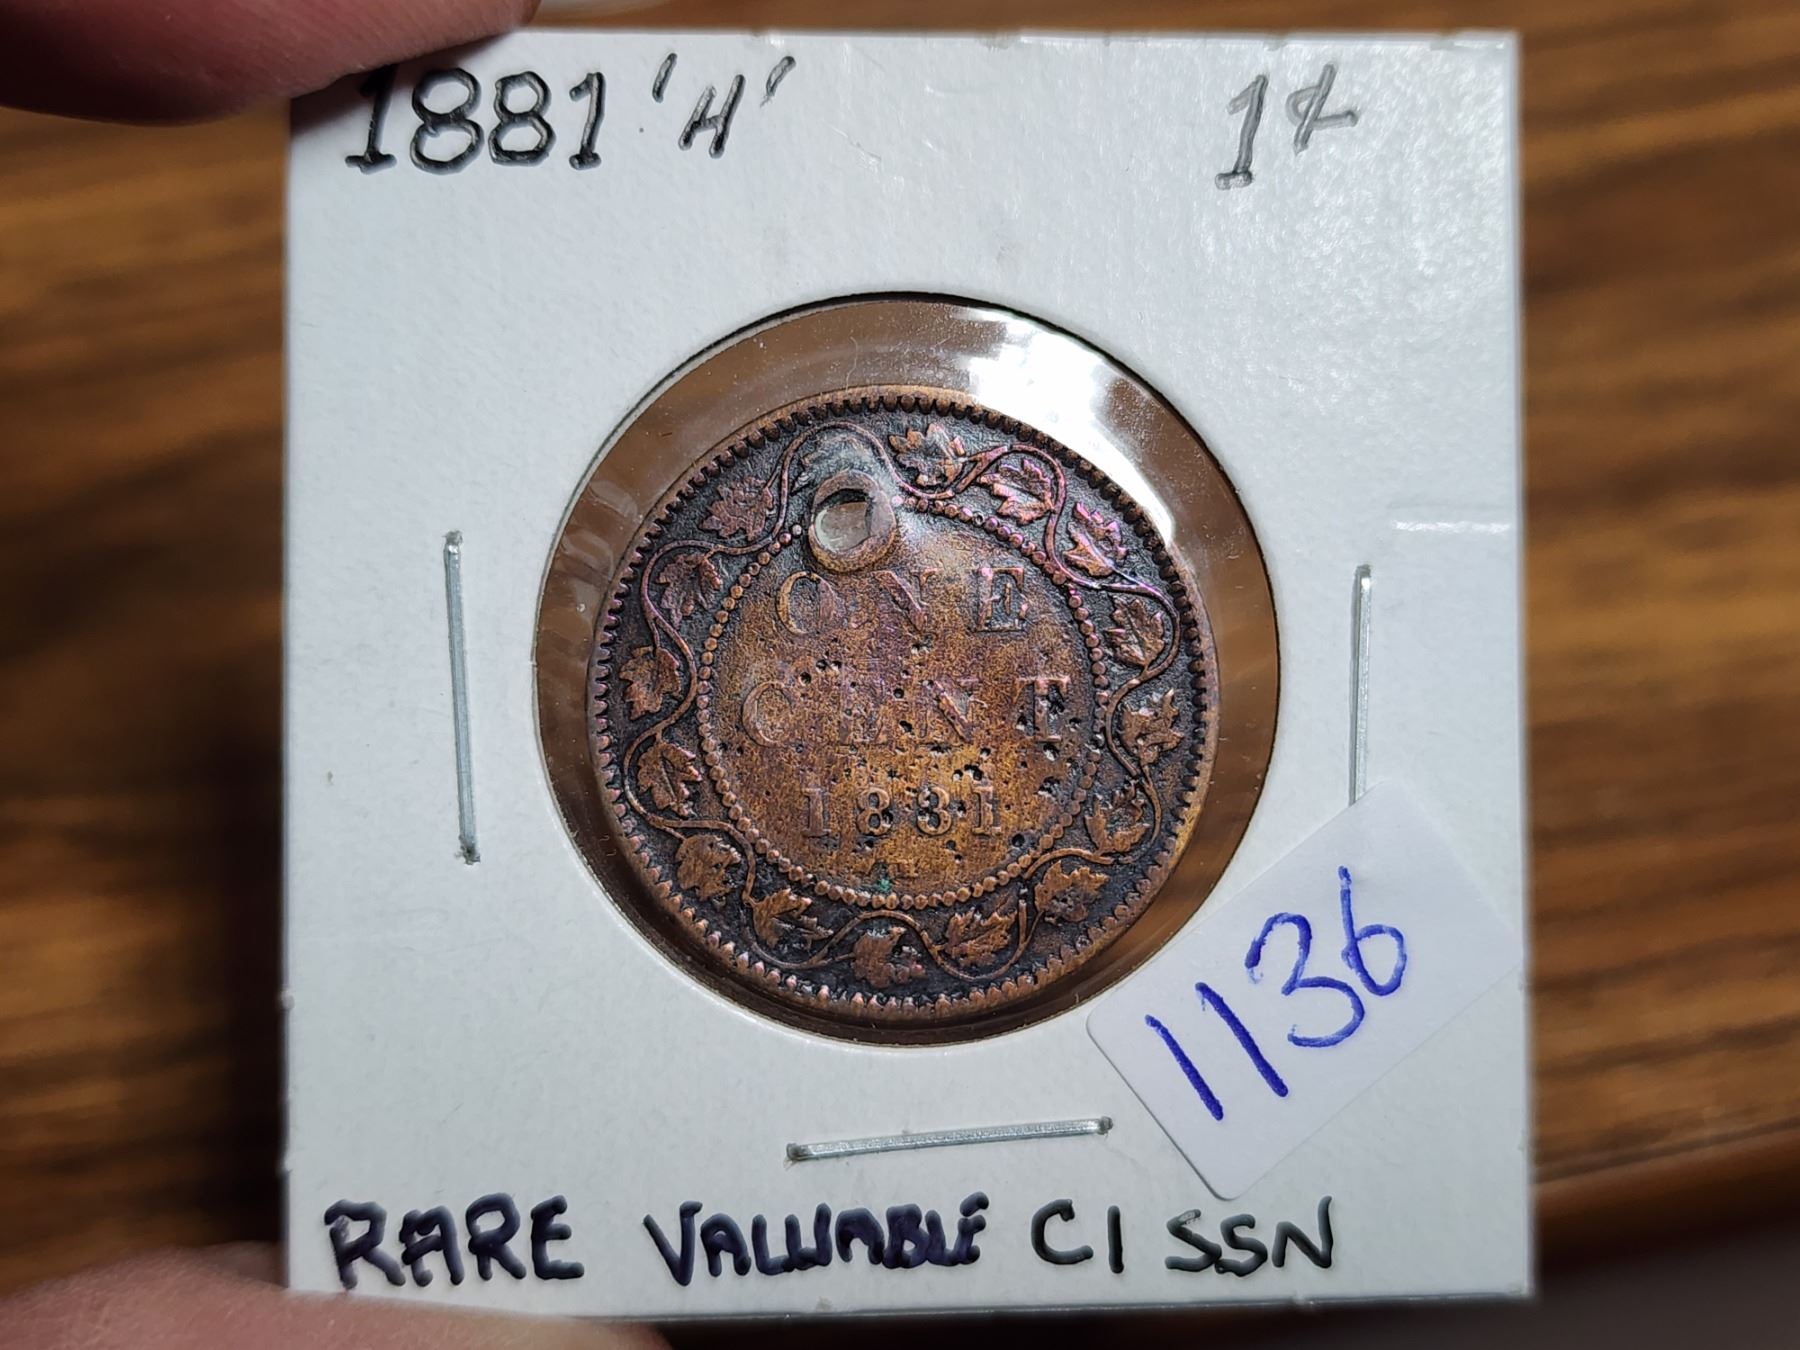 1881 'H' 1¢
ONE
CENT
1881
H
1136
RARE VALUABLE C1 SSN